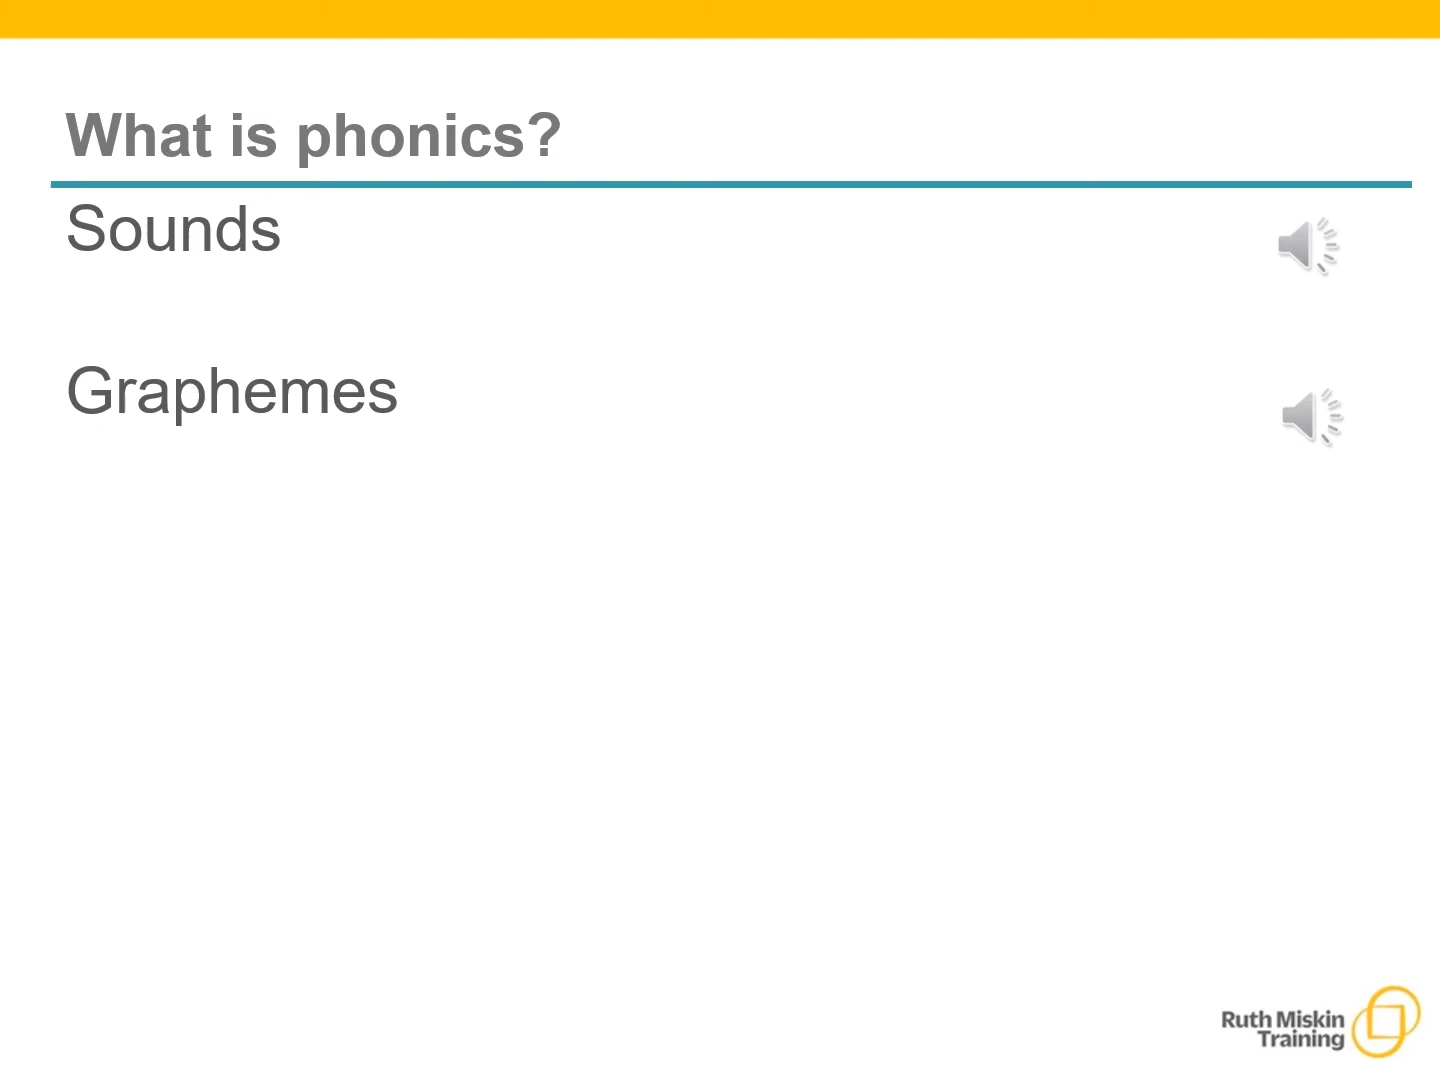 What is phonics?
Sounds
Graphemes
Ruth Miskin
Training